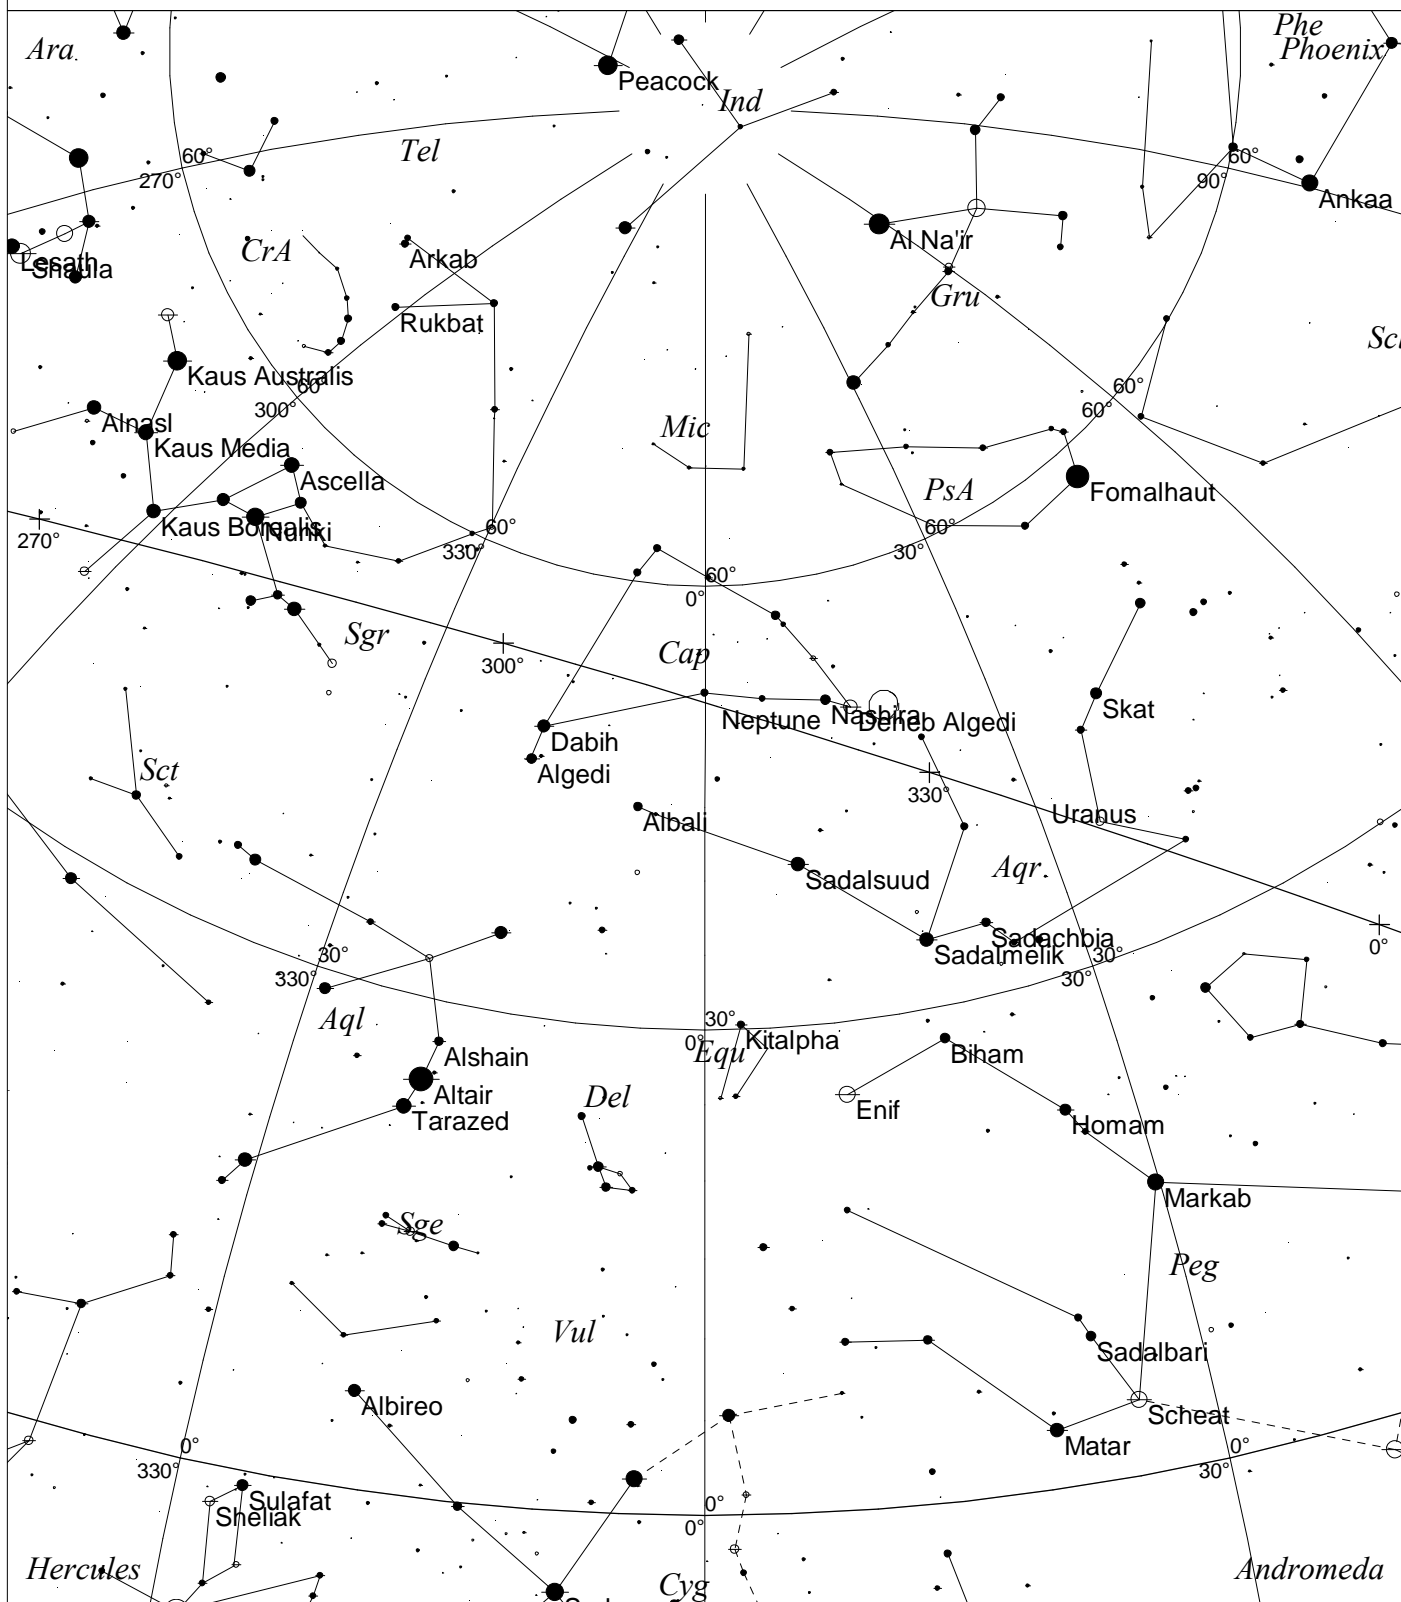 Phe
Ara
Phoenix
Peacock
Ind
Tel
60°
270°
60°
90°
Ankaa
Al Na'ir
CrA
Arkab
Lesath
Shaula
Gru
Rukbat
Kaus Australis
60°
300°
60°
60°
Alnasl
Mic
Kaus Media
Ascella
PsA
Fomalhaut
Kaus Borealis
Nunki
60°
60°
270°
330°
30°
60°
0°
Sgr
Cap
300°
Skat
Neptune
Nashira
Deneb Algedi
Dabih
Sct
Algedi
330°
Albali
Uranus
Aqr
Sadalsuud
Sadachbia
0°
Sadalmelik
30°
30°
330°
30°
Aql
30°
0°
Equ
Kitalpha
Alshain
Biham
Altair
Del
Enif
Tarazed
Homam
Markab
Sge
Peg
Vul
Sadalbari
Albireo
Scheat
Matar
0°
330°
0°
30°
Sulafat
0°
Sheliak
0°
Hercules
Cyg
Andromeda